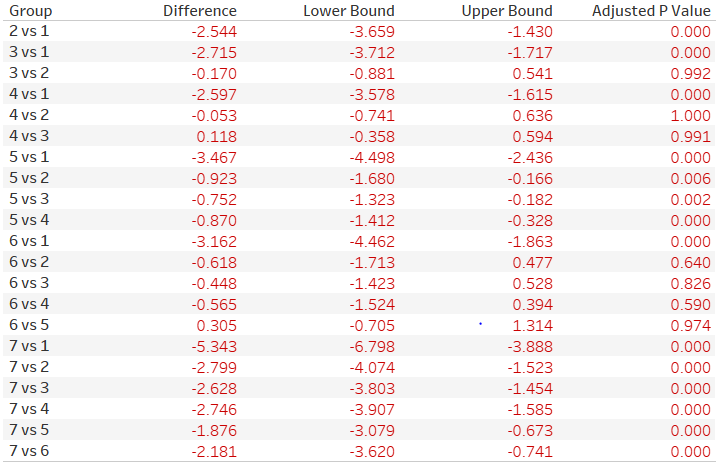 Group Difference Lower Bound Upper Bound Adjusted P Value
2 vs 1 -2.544 -3.659 -1.430 0.000
3 vs 1 -2.715 -3.712 -1.717 0.000
3 vs 2 -0.170 -0.881 0.541 0.992
4 vs 1 -2.597 -3.578 -1.615 0.000
4 vs 2 -0.053 -0.741 0.636 1.000
4 vs 3 0.118 -0.358 0.594 0.991
5 vs 1 -3.467 -4.498 -2.436 0.000
5 vs 2 -0.923 -1.680 -0.166 0.006
5 vs 3 -0.752 -1.323 -0.182 0.002
5 vs 4 -0.870 -1.412 -0.328 0.000
6 vs 1 -3.162 -4.462 -1.863 0.000
6 vs 2 -0.618 -1.713 0.477 0.640
6 vs 3 -0.448 -1.423 0.528 0.826
6 vs 4 -0.565 -1.524 0.394 0.590
6 vs 5 0.305 -0.705 1.314 0.974
7 vs 1 -5.343 -6.798 -3.888 0.000
7 vs 2 -2.799 -4.074 -1.523 0.000
7 vs 3 -2.628 -3.803 -1.454 0.000
7 vs 4 -2.746 -3.907 -1.585 0.000
7 vs 5 -1.876 -3.079 -0.673 0.000
7 vs 6 -2.181 -3.620 -0.741 0.000